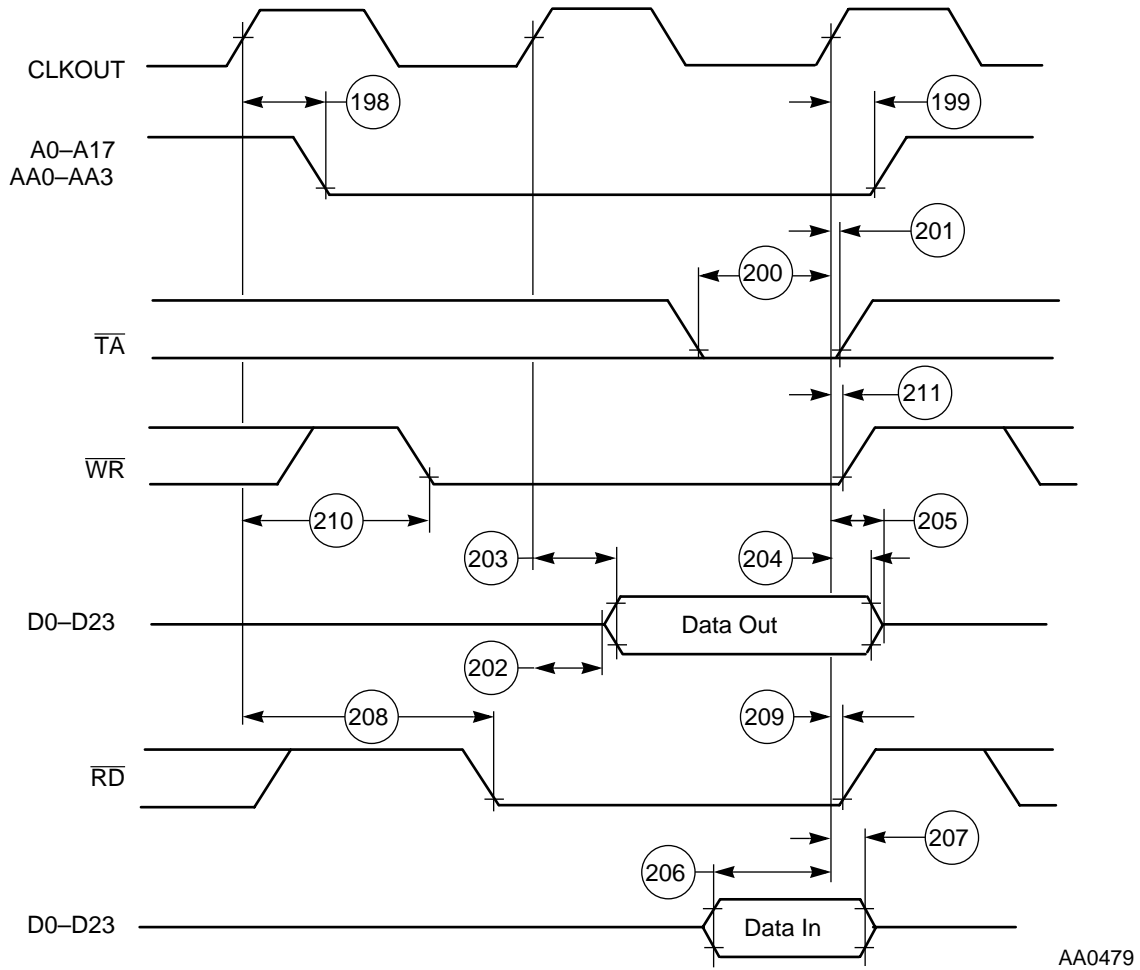 CLKOUT
198
199
A0–A17
AA0–AA3
201
200
TA
211
WR
210
205
203
204
D0–D23
Data Out
202
208
209
RD
207
206
D0–D23
Data In
AA0479